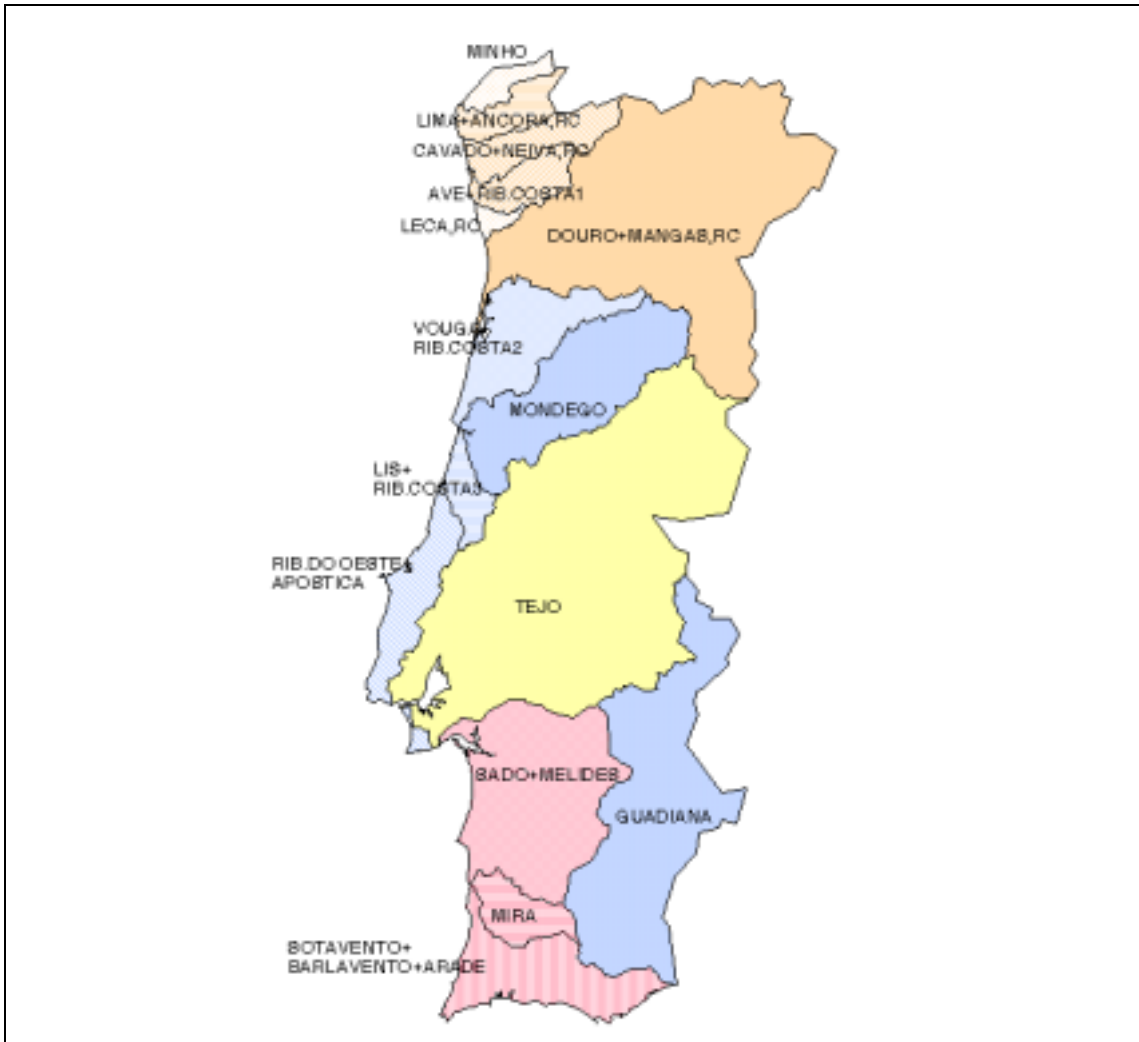 MINHO
LIMA+ANCORA,RC
CAVADO+NEIVA,RC
AVE+RIB.COSTA1
LECA,RC
DOURO+MANGAS,RC
VOUGA+
RIB.COSTA2
MONDEGO
LIS+
RIB.COSTA3
RIB.DO OESTE+
APOSTICA
TEJO
SADO+MELIDES
GUADIANA
MIRA
SOTAVENTO+
BARLAVENTO+ARADE